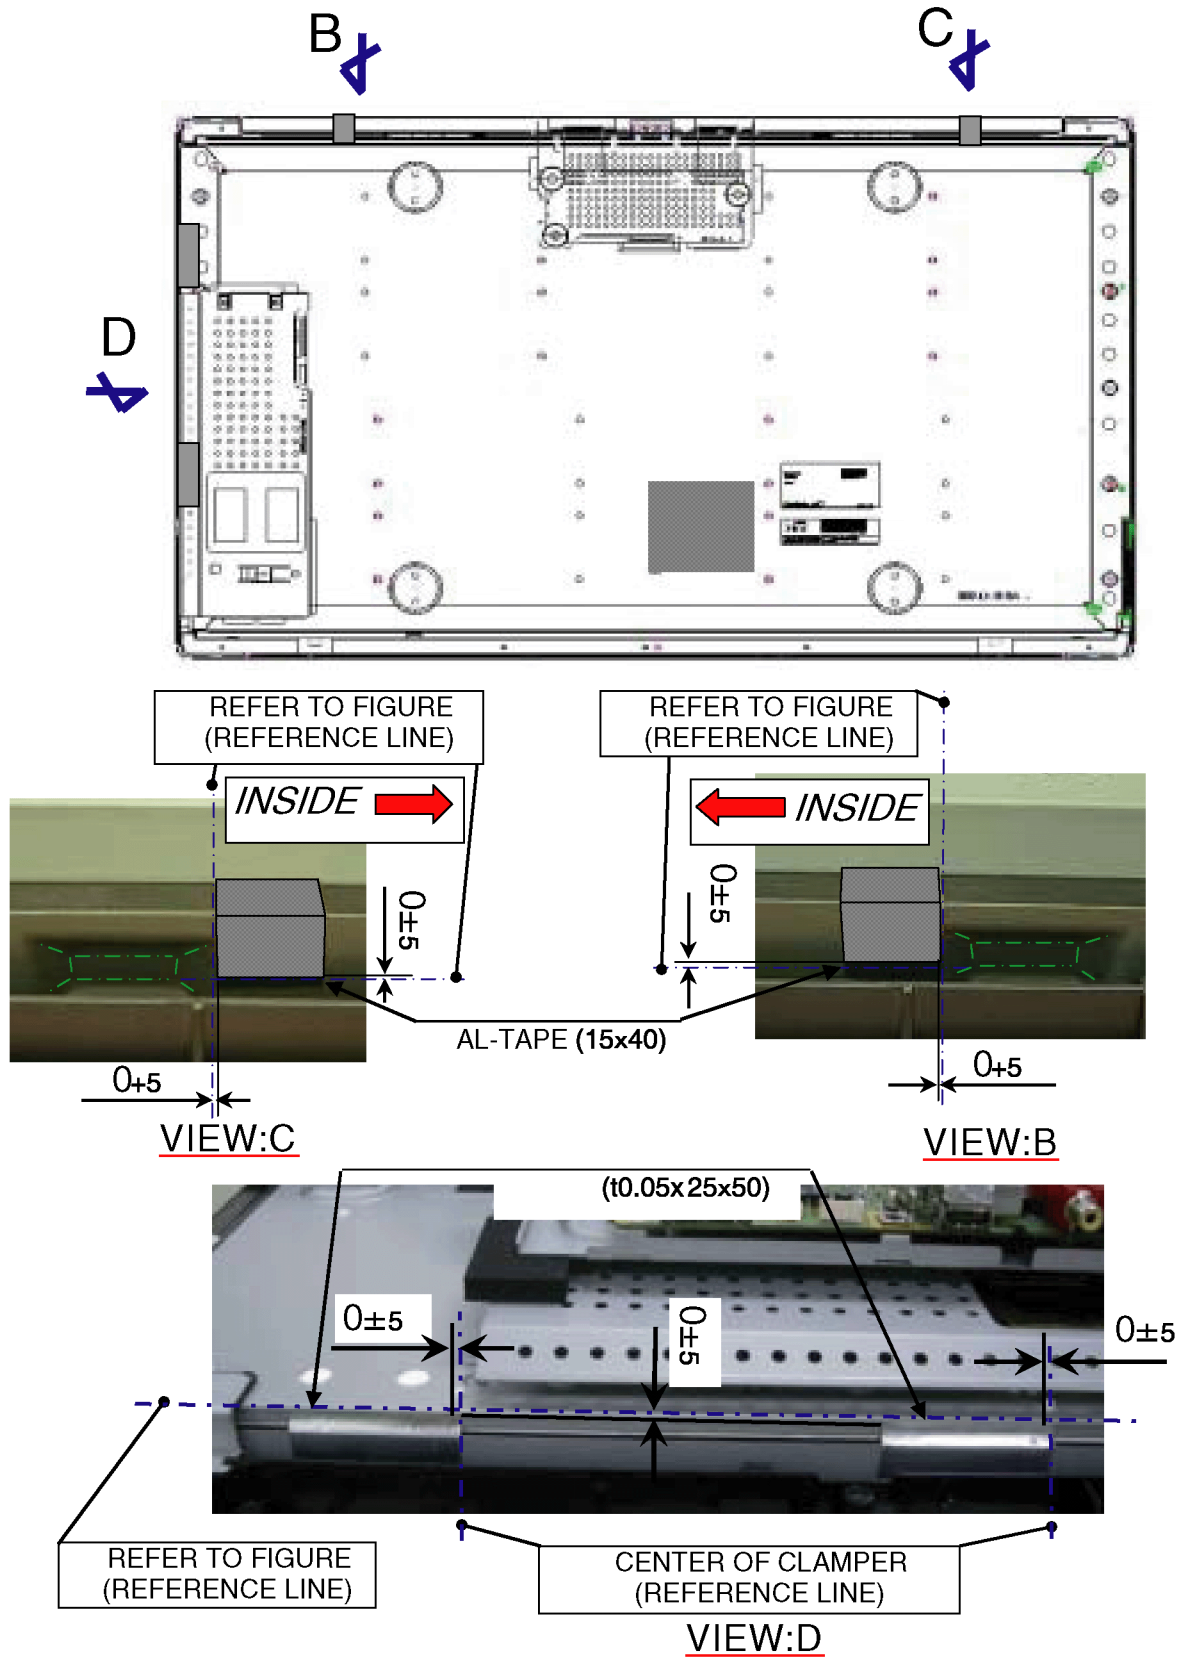 B
C
D
REFER TO FIGURE
(REFERENCE LINE)
REFER TO FIGURE
(REFERENCE LINE)
INSIDE
INSIDE
0±5
0±5
AL-TAPE (15x40)
0+5
0+5
VIEW:C
VIEW:B
(t0.05x25x50)
0±5
0±5
0±5
REFER TO FIGURE
(REFERENCE LINE)
CENTER OF CLAMPER
(REFERENCE LINE)
VIEW:D